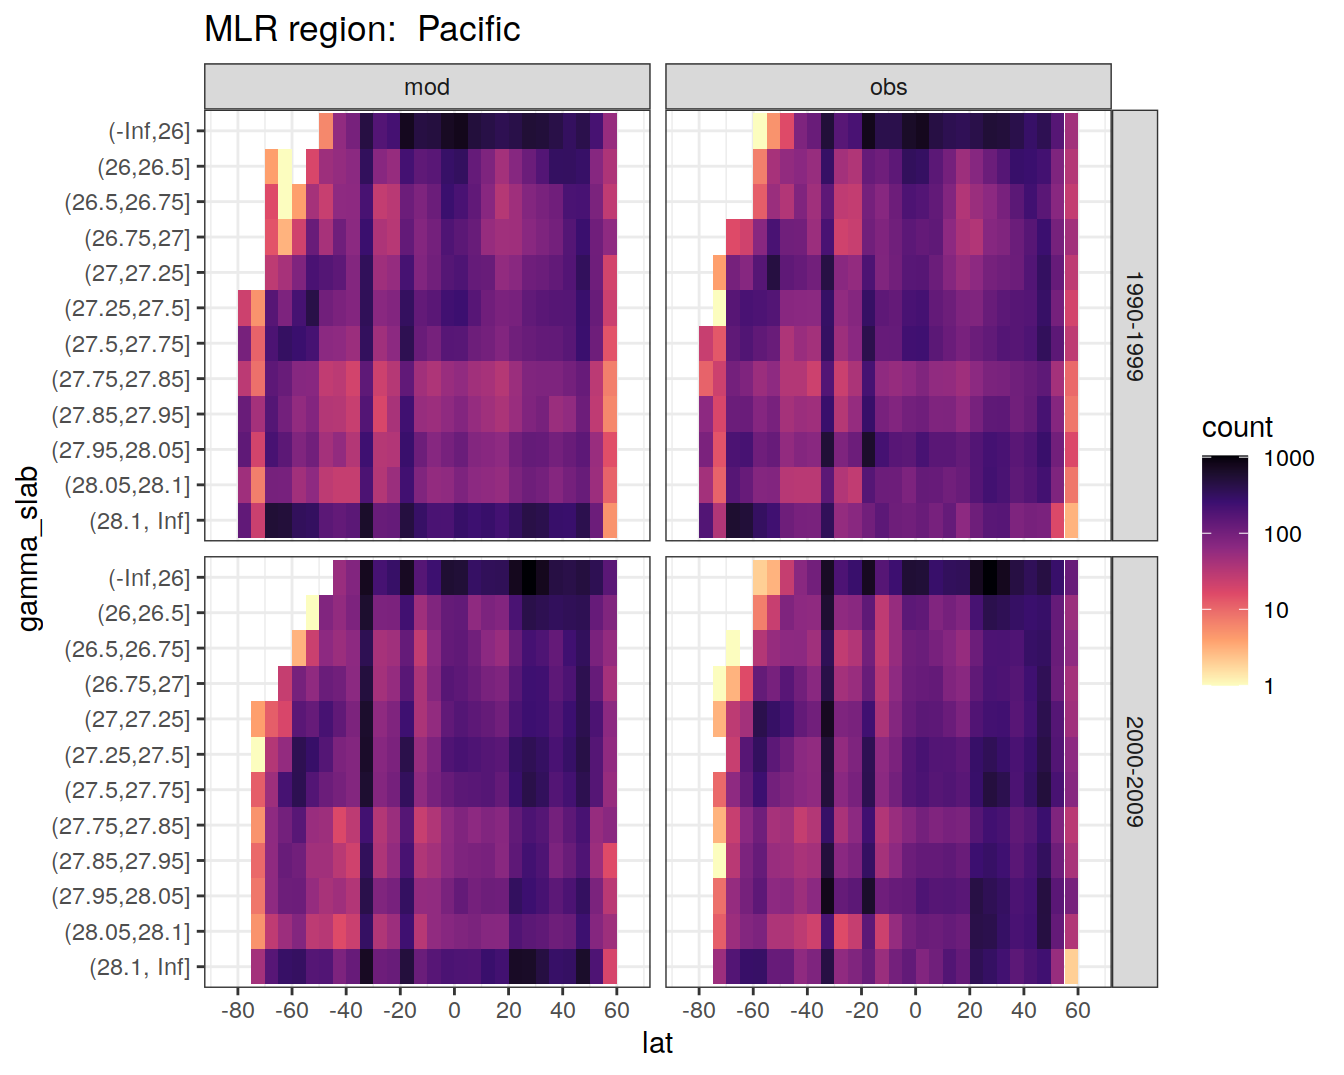 MLR region:  Pacific
mod
obs
(-Inf,26]
(26,26.5]
(26.5,26.75]
(26.75,27]
(27,27.25]
(27.25,27.5]
(27.5,27.75]
(27.75,27.85]
(27.85,27.95]
(27.95,28.05]
(28.05,28.1]
(28.1, Inf]
1990-1999
(-Inf,26]
(26,26.5]
(26.5,26.75]
(26.75,27]
(27,27.25]
(27.25,27.5]
(27.5,27.75]
(27.75,27.85]
(27.85,27.95]
(27.95,28.05]
(28.05,28.1]
(28.1, Inf]
2000-2009
gamma_slab
-80 -60 -40 -20 0 20 40 60
-80 -60 -40 -20 0 20 40 60
lat
count
1000
100
10
1